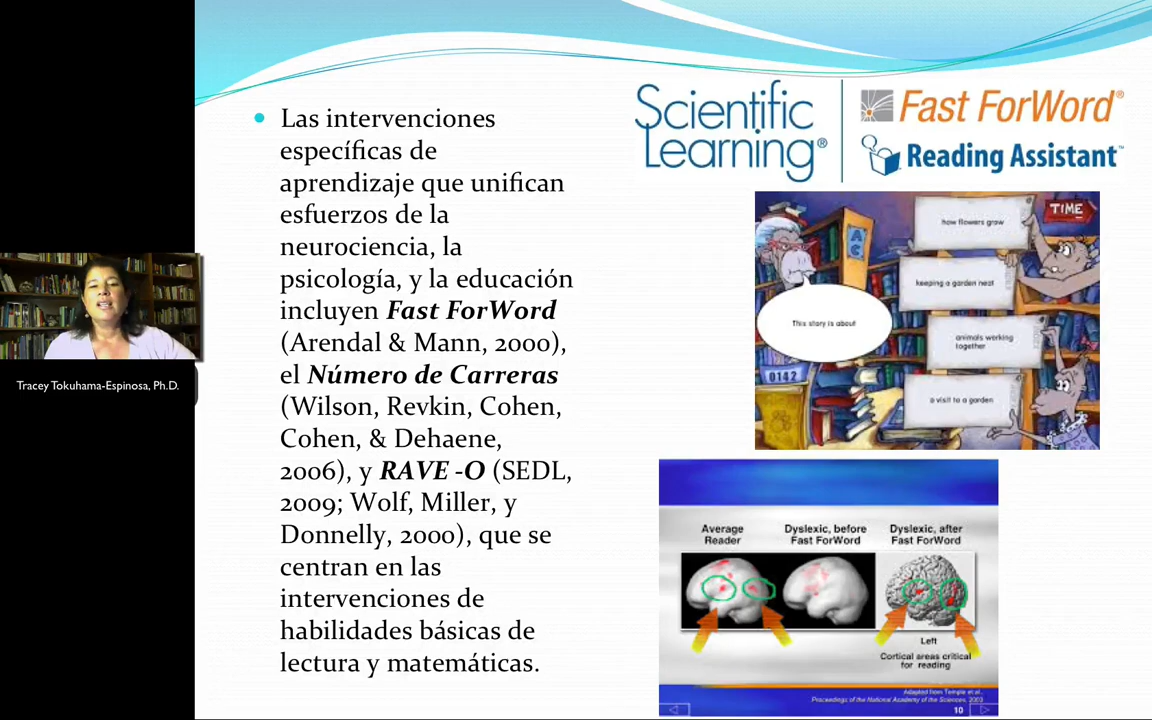 Tracey Tokuhama-Espinosa, Ph.D.
Las intervenciones
específicas de
aprendizaje que unifican
esfuerzos de la
neurociencia, la
psicología, y la educación
incluyen Fast ForWord
(Arendal & Mann, 2000),
el Número de Carreras
(Wilson, Revkin, Cohen,
Cohen, & Dehaene,
2006), y RAVE -O (SEDL,
2009; Wolf, Miller, y
Donnelly, 2000), que se
centran en las
intervenciones de
habilidades básicas de
lectura y matemáticas.
Scientific
Learning®
Fast ForWord®
Reading Assistant™
TIME
how flowers grow
keeping a garden neat
This story is about
animals working
together
0142
a visit to a garden
Average
Reader
Dyslexic, before
Fast ForWord
Dyslexic, after
Fast ForWord
Left
Cortical areas critical
for reading
Adapted from Temple et al.,
Proceedings of the National Academy of the Sciences, 2003
10